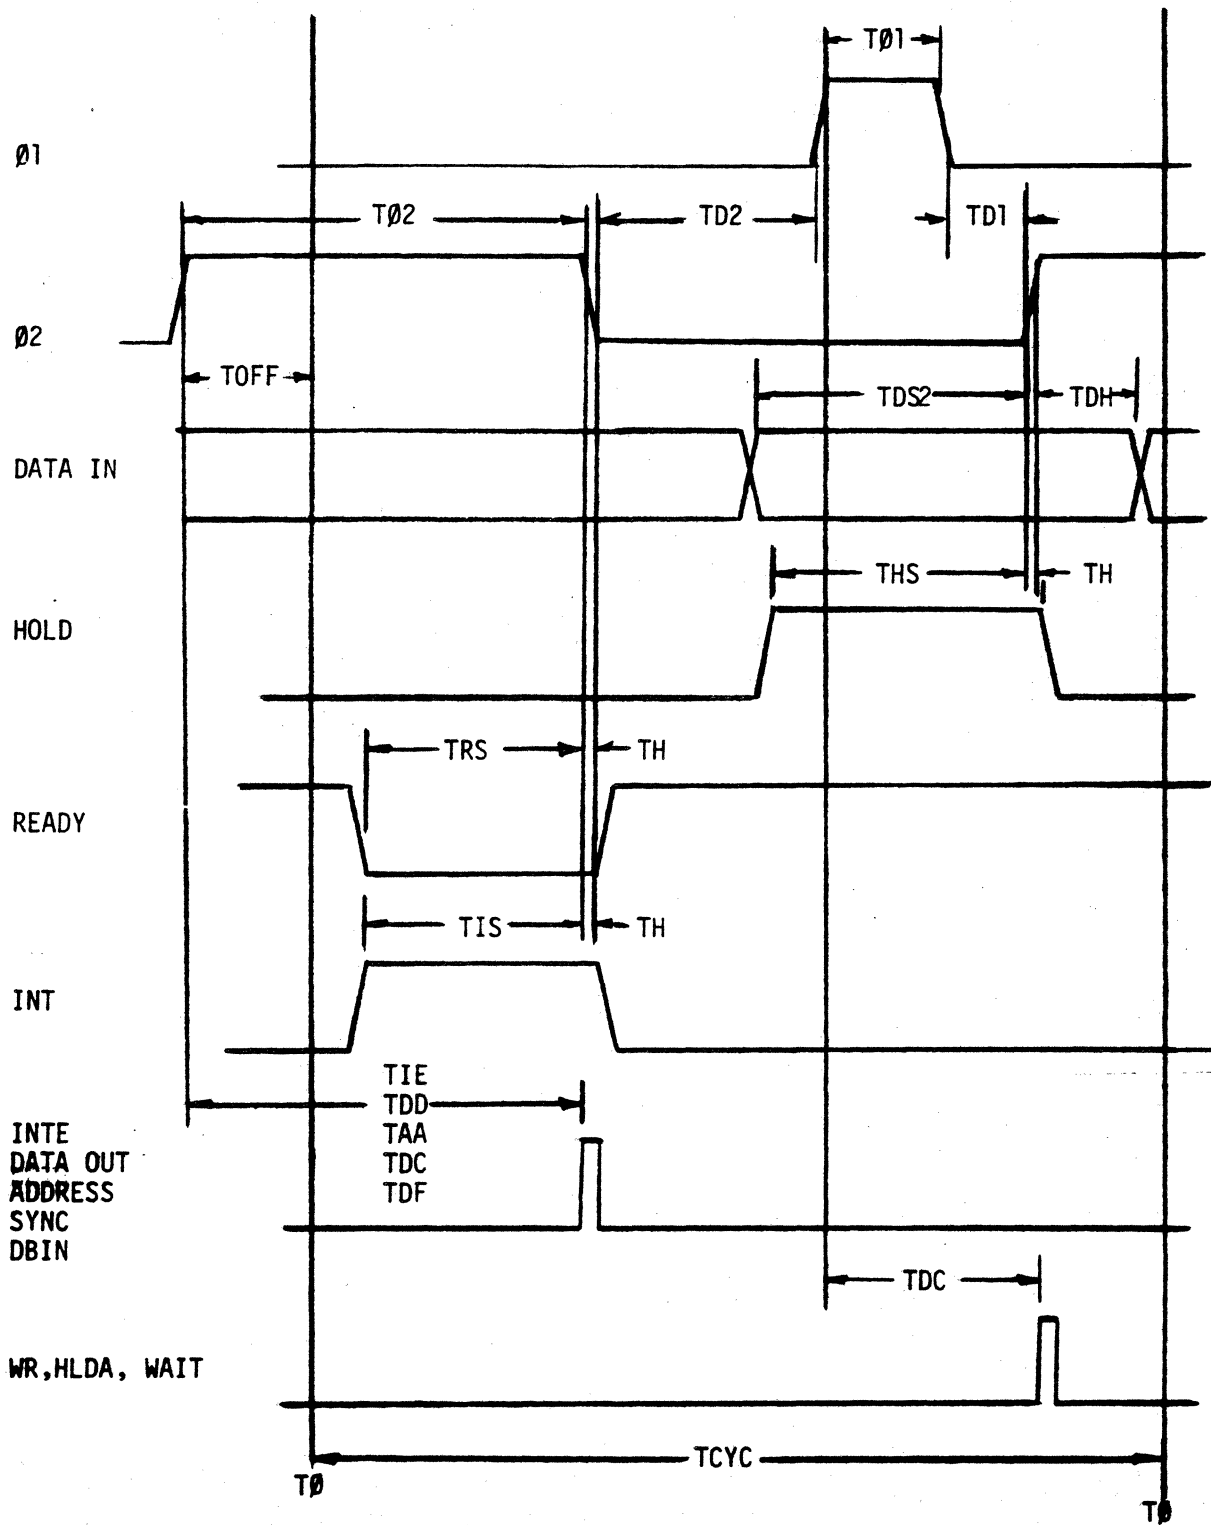 TØ1
Ø1
TØ2 TD2 TD1
Ø2
TOFF
TDS2 TDH
DATA IN
THS TH
HOLD
TRS TH
READY
TIS TH
INT
TIE
TDD
INTE TAA
DATA OUT TDC
ADDRESS TDF
SYNC
DBIN
TDC
WR,HLDA, WAIT
TCYC
TØ
TØ